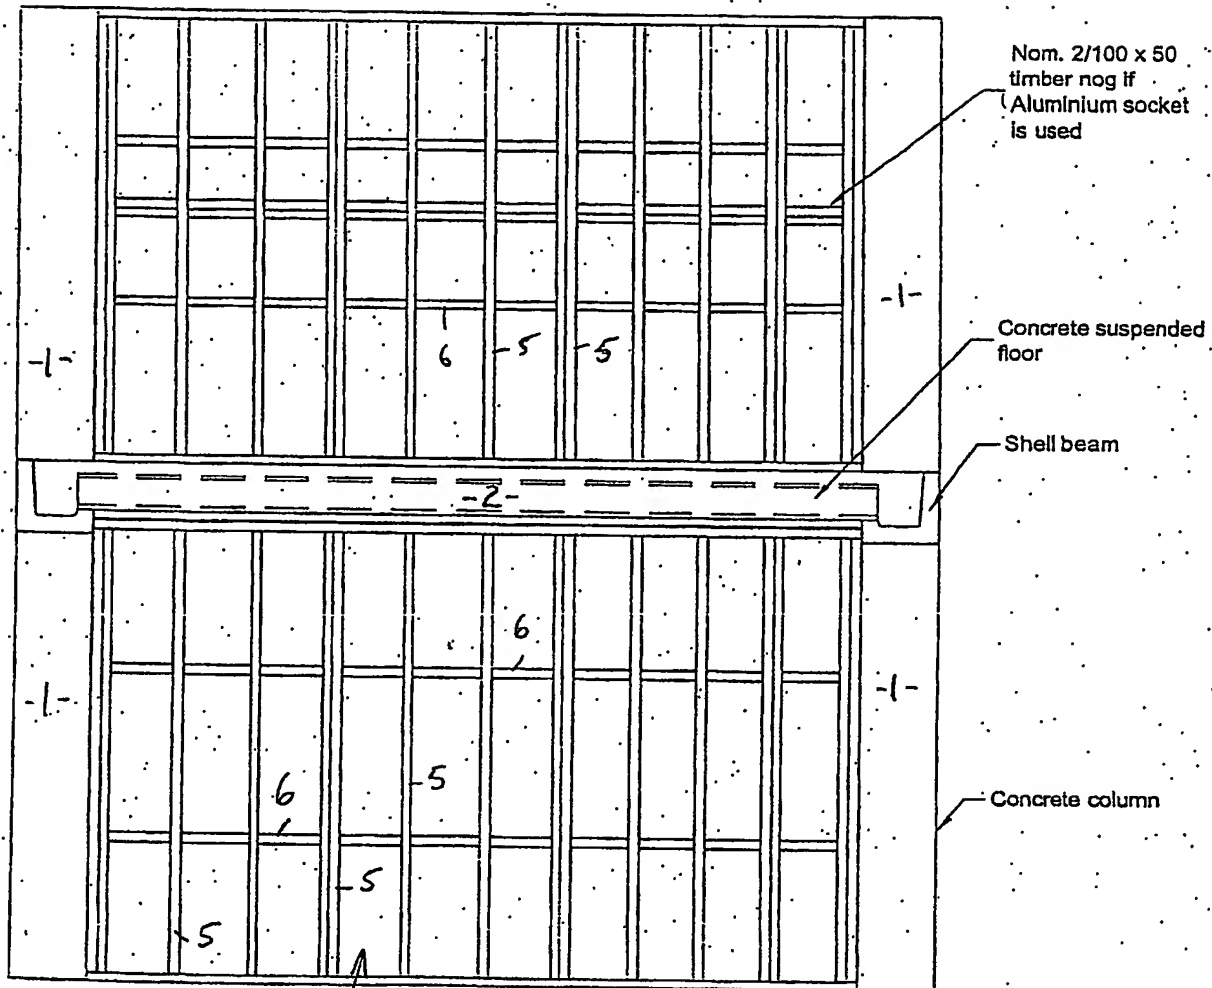 Nom. 2/100 x 50
timber nog if
Aluminium socket
is used
-1-
-1-
Concrete suspended
floor
6
-5
-5
Shell beam
-2-
6
-1-
-1-
-5
6
Concrete column
-5
5